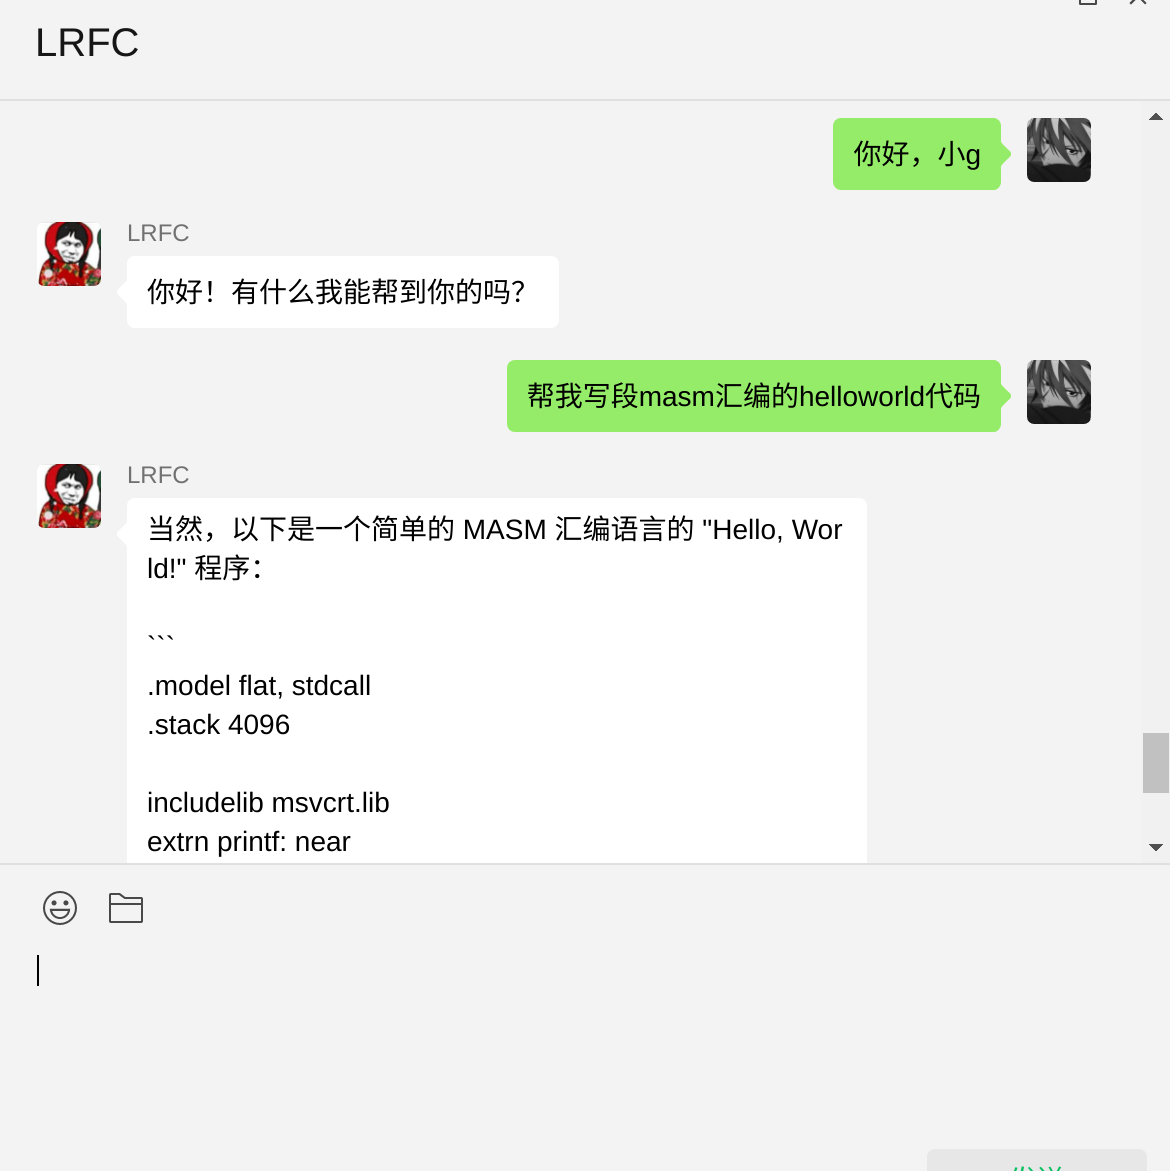 LRFC
你好，小g
LRFC
你好！有什么我能帮到你的吗？
帮我写段masm汇编的helloworld代码
LRFC
当然，以下是一个简单的 MASM 汇编语言的 "Hello, Wor
ld!" 程序：
```
.model flat, stdcall
.stack 4096
includelib msvcrt.lib
extrn printf: near